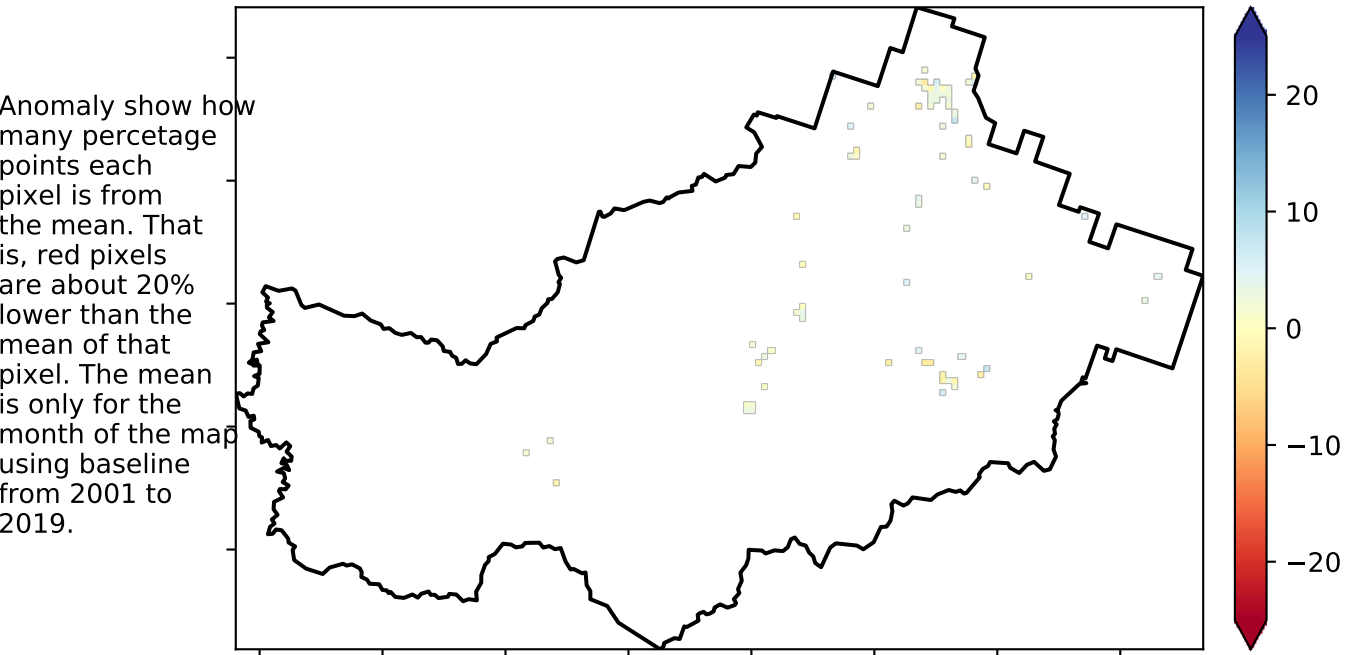 Anomaly show how
many percetage
points each
pixel is from
the mean. That
is, red pixels
are about 20%
lower than the
mean of that
pixel. The mean
is only for the
month of the map
using baseline
from 2001 to
2019.
20
10
0
−10
−20